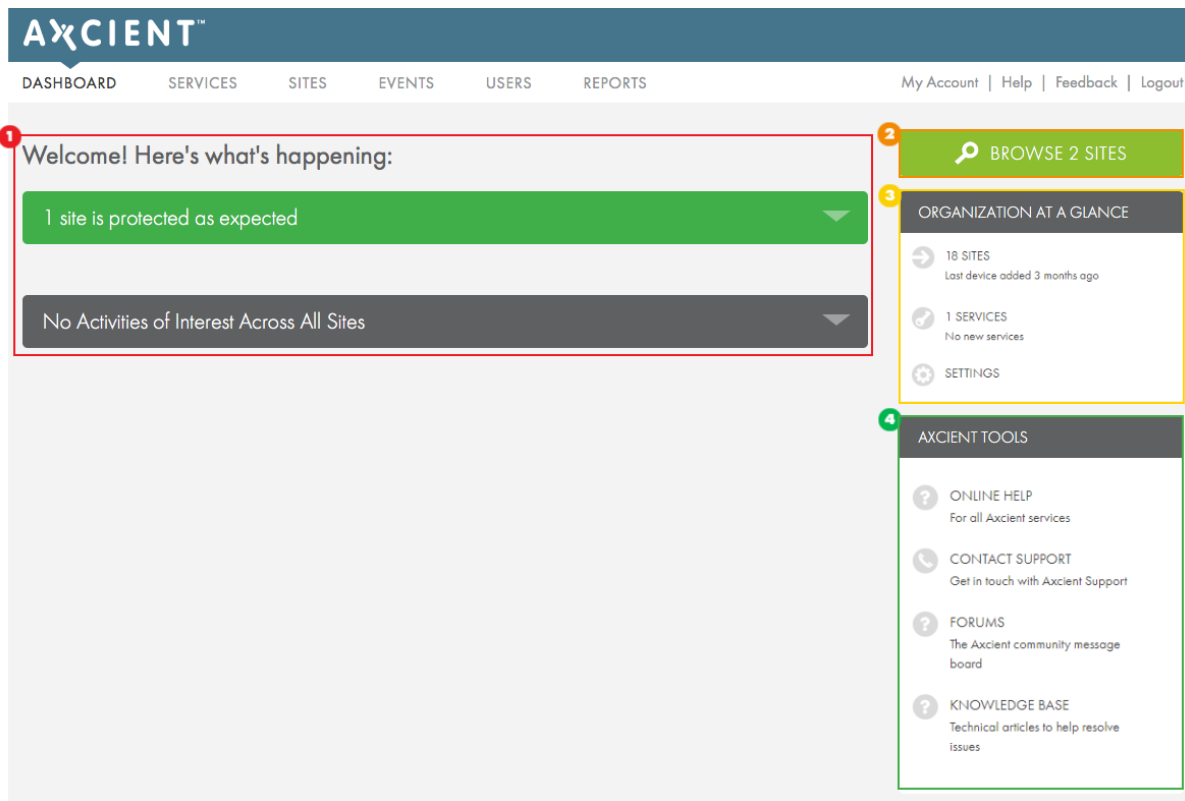 AXCIENT™
DASHBOARD SERVICES SITES EVENTS USERS REPORTS My Account | Help | Feedback | Logout
1
Welcome! Here's what's happening:
1 site is protected as expected
No Activities of Interest Across All Sites
2
BROWSE 2 SITES
3
ORGANIZATION AT A GLANCE
18 SITES
Last device added 3 months ago
1 SERVICES
No new services
SETTINGS
4
AXCIENT TOOLS
ONLINE HELP
For all Axcient services
CONTACT SUPPORT
Get in touch with Axcient Support
FORUMS
The Axcient community message
board
KNOWLEDGE BASE
Technical articles to help resolve
issues